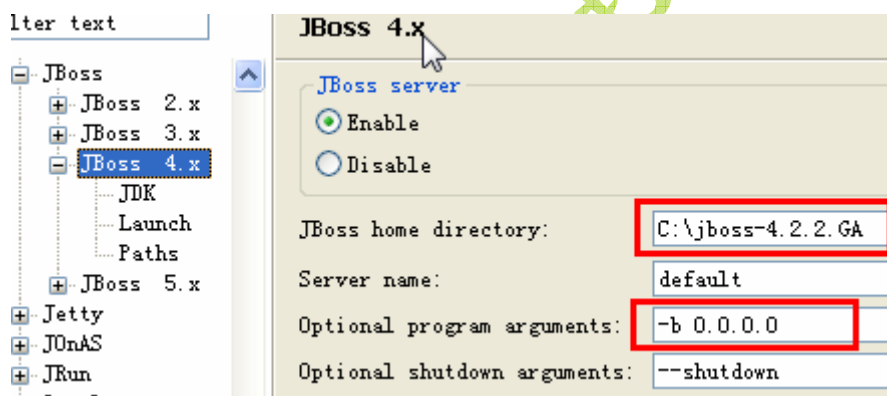 lter text
JBoss
JBoss 2.x
JBoss 3.x
JBoss 4.x
JDK
Launch
Paths
JBoss 5.x
Jetty
JOnAS
JRun
JBoss 4.x
JBoss server
Enable
Disable
JBoss home directory: C:\jboss-4.2.2.GA
Server name: default
Optional program arguments: -b 0.0.0.0
Optional shutdown arguments: --shutdown